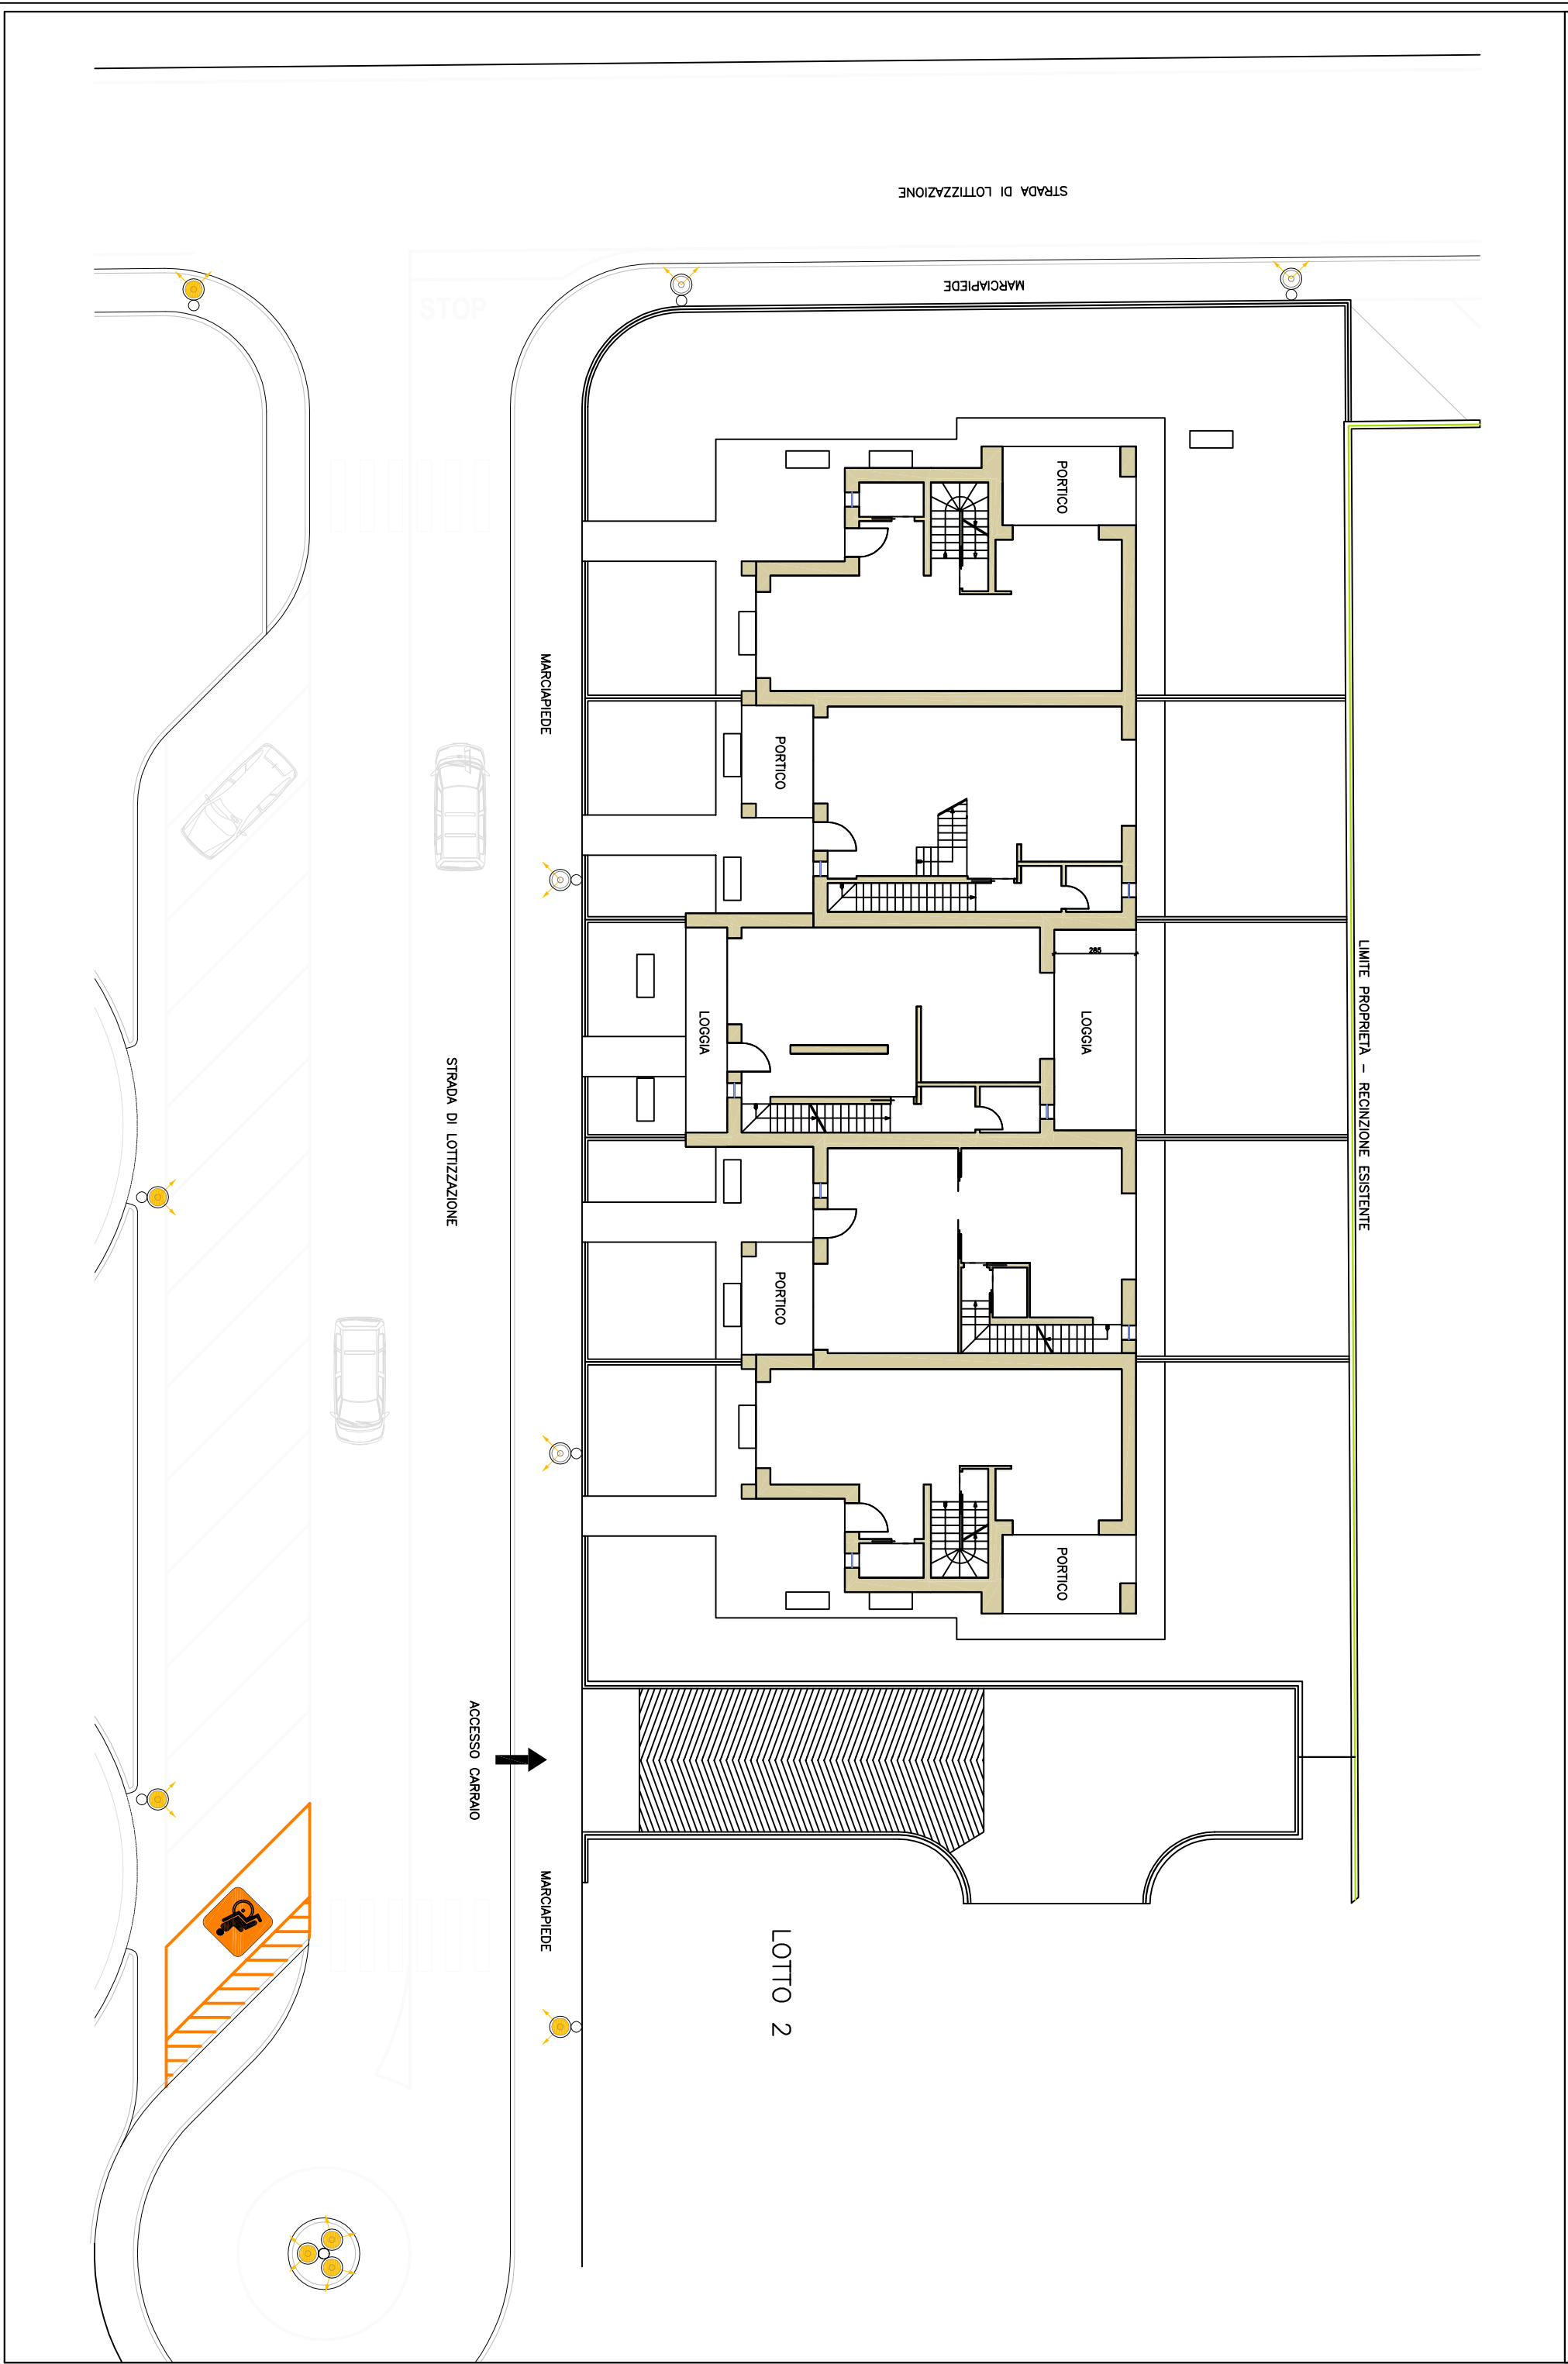 STRADA DI LOTTIZZAZIONE
MARCIAPIEDE
STOP
PORTICO
MARCIAPIEDE
PORTICO
285
LIMITE PROPRIETÀ - RECINZIONE ESISTENTE
LOGGIA
LOGGIA
STRADA DI LOTTIZZAZIONE
PORTICO
PORTICO
ACCESSO CARRAIO
MARCIAPIEDE
LOTTO 2